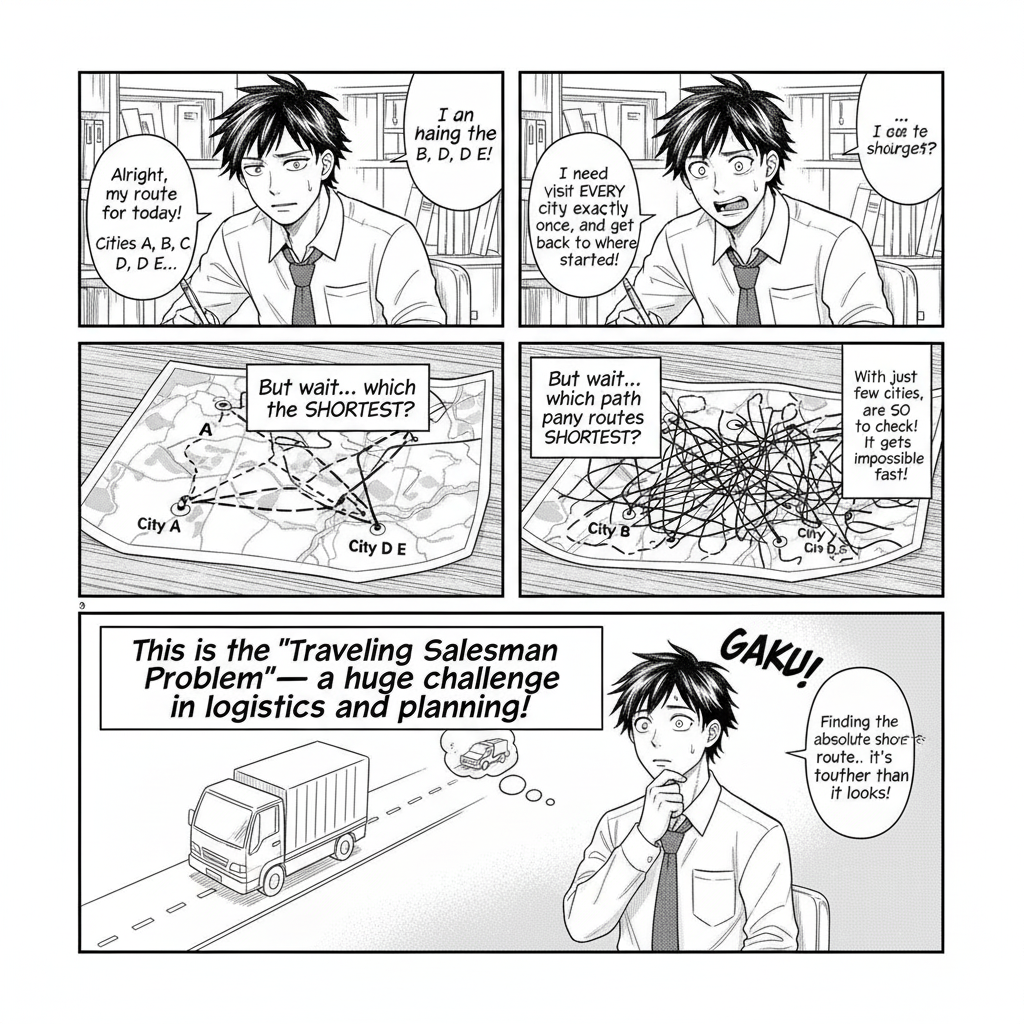 Alright,
my route
for today!
Cities A, B, C
D, D E...
I an
haing the
B, D, D E!
I need
visit EVERY
city exactly
once, and get
back to where
started!
...
I te
But wait... which
the SHORTEST?
A
City A
City D E
But wait...
which path
pany routes
SHORTEST?
With just
few cities,
are SO
to check!
It gets
impossible
fast!
City B
This is the "Traveling Salesman
Problem"— a huge challenge
in logistics and planning!
GAKU!
Finding the
absolute
route.. it's
touther than
it looks!